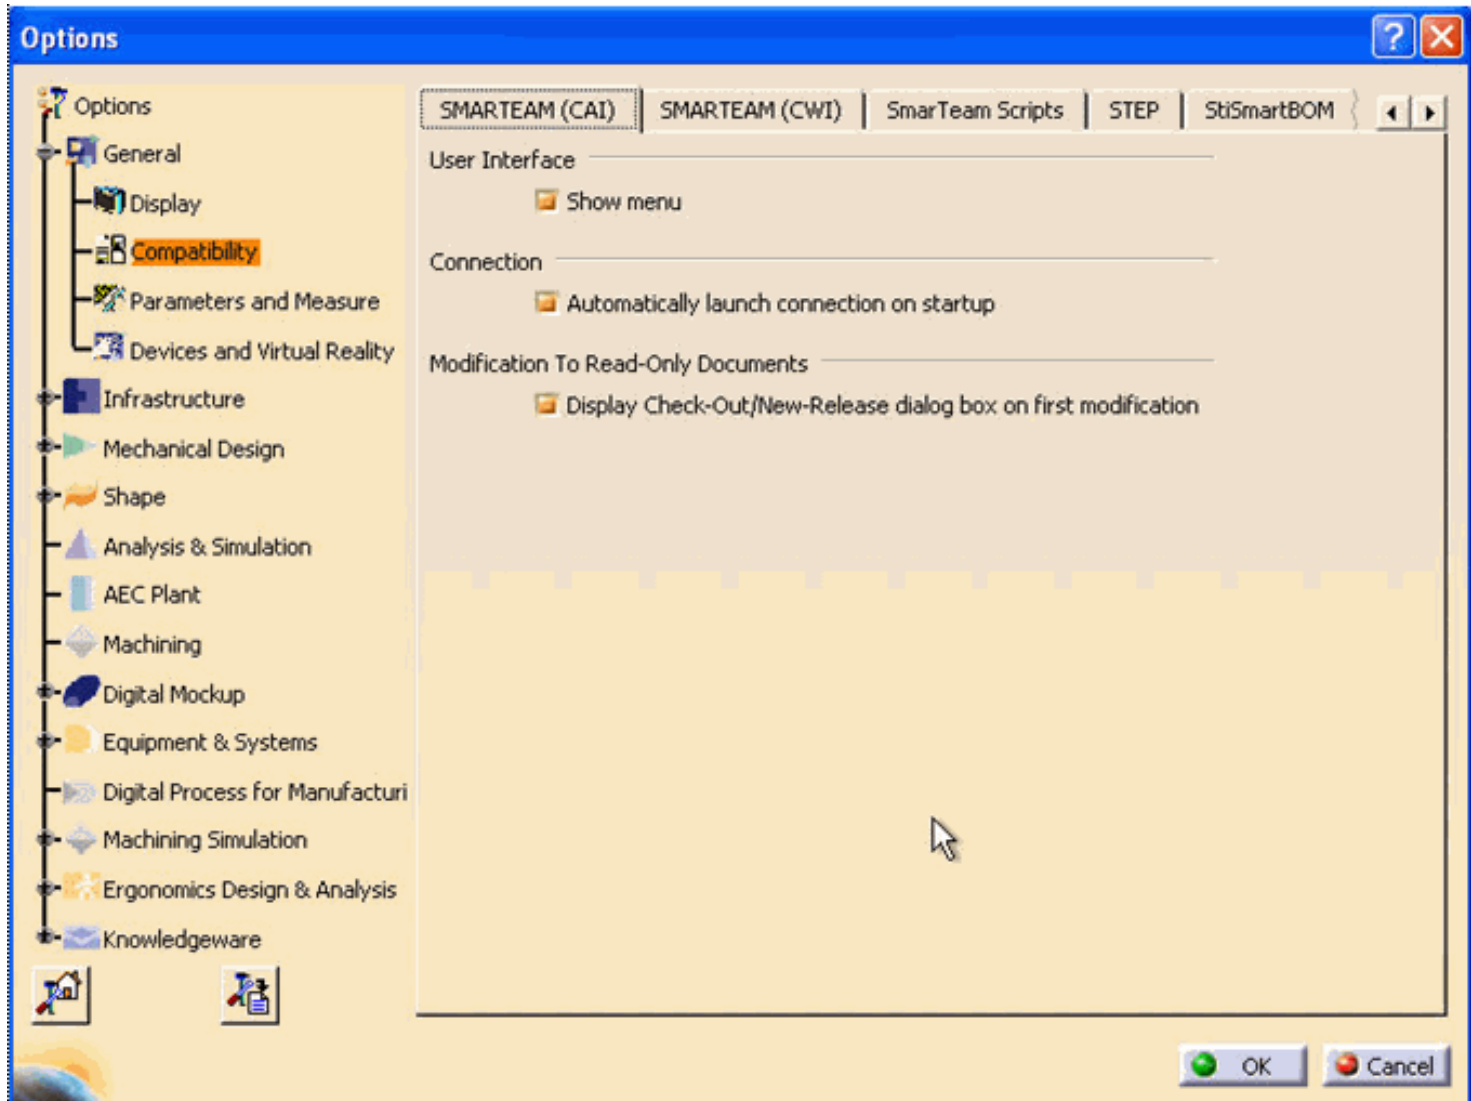 Options
Options
General
Display
Compatibility
Parameters and Measure
Devices and Virtual Reality
Infrastructure
Mechanical Design
Shape
Analysis & Simulation
AEC Plant
Machining
Digital Mockup
Equipment & Systems
Digital Process for Manufacturi
Machining Simulation
Ergonomics Design & Analysis
Knowledgeware
SMARTEAM (CAI) SMARTEAM (CWI) SmarTeam Scripts STEP StiSmartBOM
User Interface
Show menu
Connection
Automatically launch connection on startup
Modification To Read-Only Documents
Display Check-Out/New-Release dialog box on first modification
OK Cancel